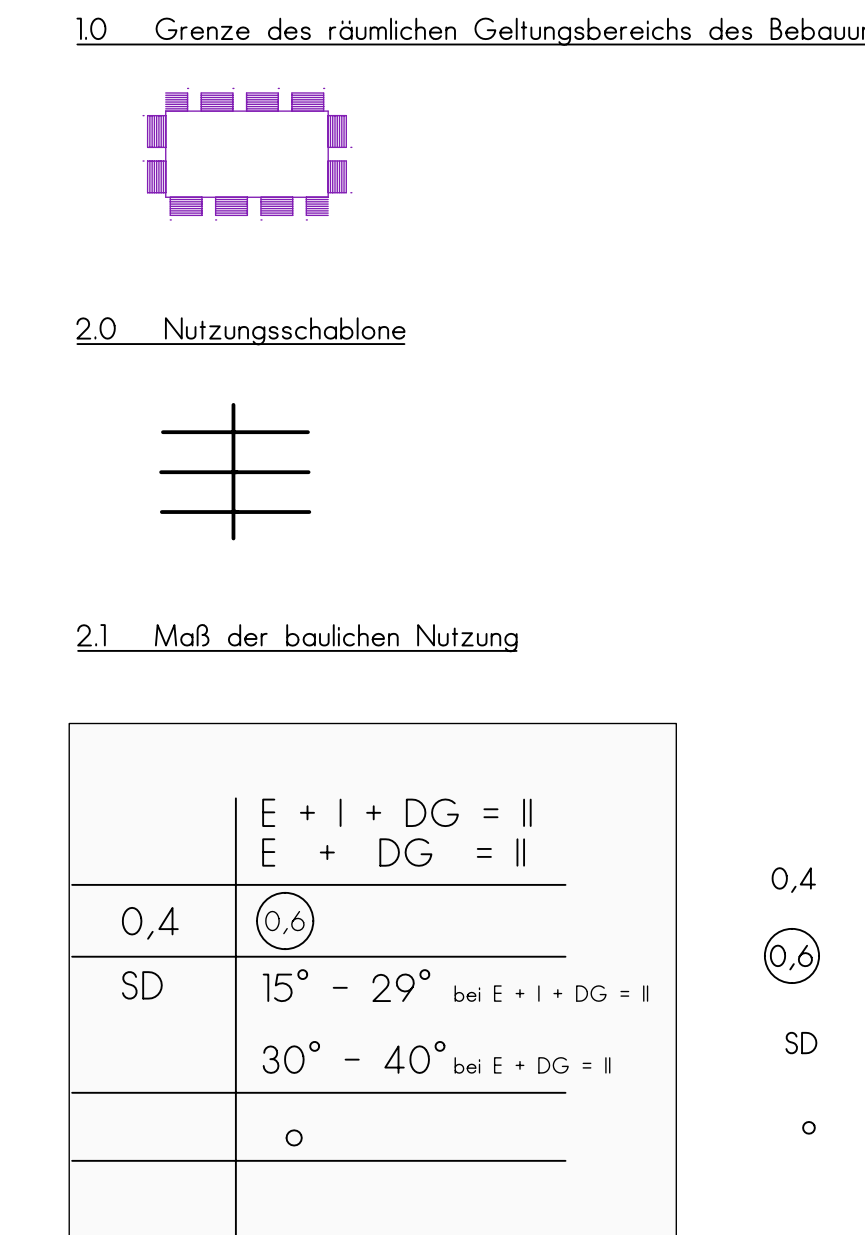 1.0 Grenze des räumlichen Geltungsbereichs des
2.0 Nutzungsschablone
2.1 Maß der baulichen Nutzung
E + I + DG = II
E + DG = II
0,4 0,6
SD 15° - 29° bei E + I + DG = II
30° - 40° bei E + DG = II
o
0,4
0,6
SD
o